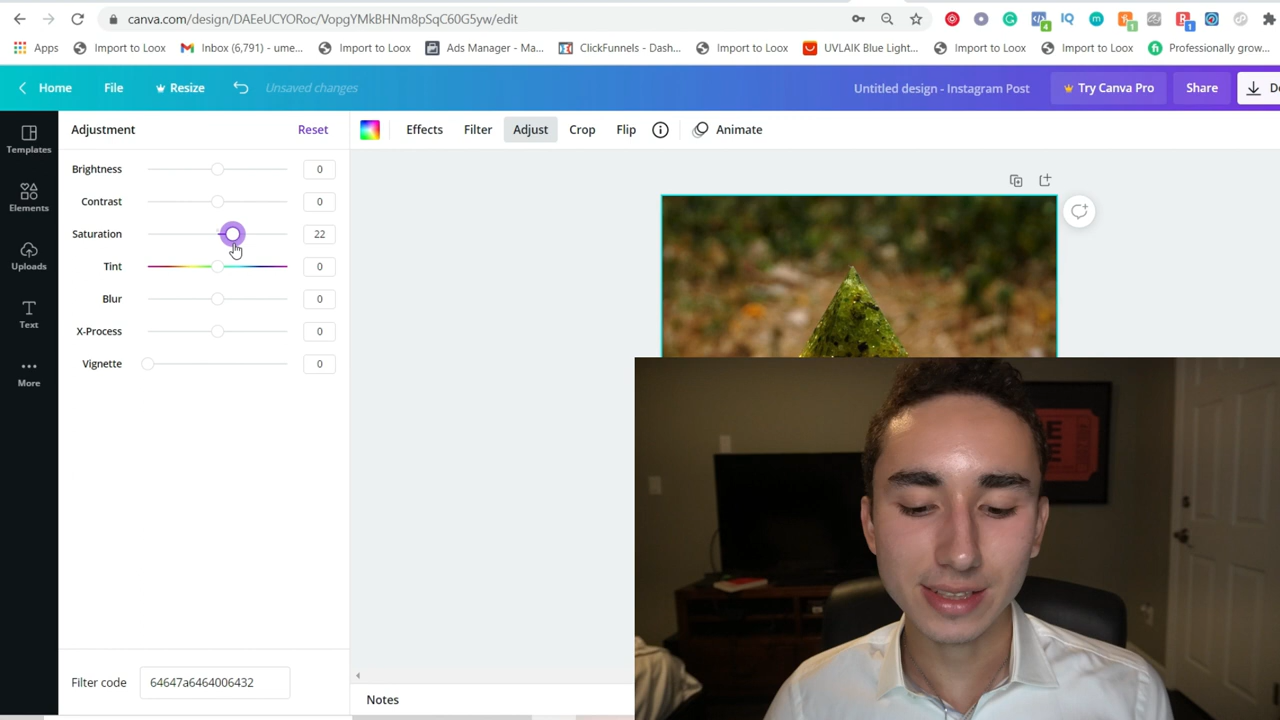 canva.com/design/DAEeUCYORoc/VopgYMkBHNm8pSqC60G5yw/edit
Apps Import to Loox Inbox (6,791) - ume... Import to Loox Ads Manager - Ma... ClickFunnels - Dash... Import to Loox UVLAIK Blue Light... Import to Loox Import to Loox Professionally grow...
Home File Resize Unsaved changes Untitled design - Instagram Post Try Canva Pro Share
Templates
Elements
Uploads
Text
More
Adjustment Reset
Brightness 0
Contrast 0
Saturation 22
Tint 0
Blur 0
X-Process 0
Vignette 0
Filter code 64647a6464006432
Effects Filter Adjust Crop Flip Animate
Notes